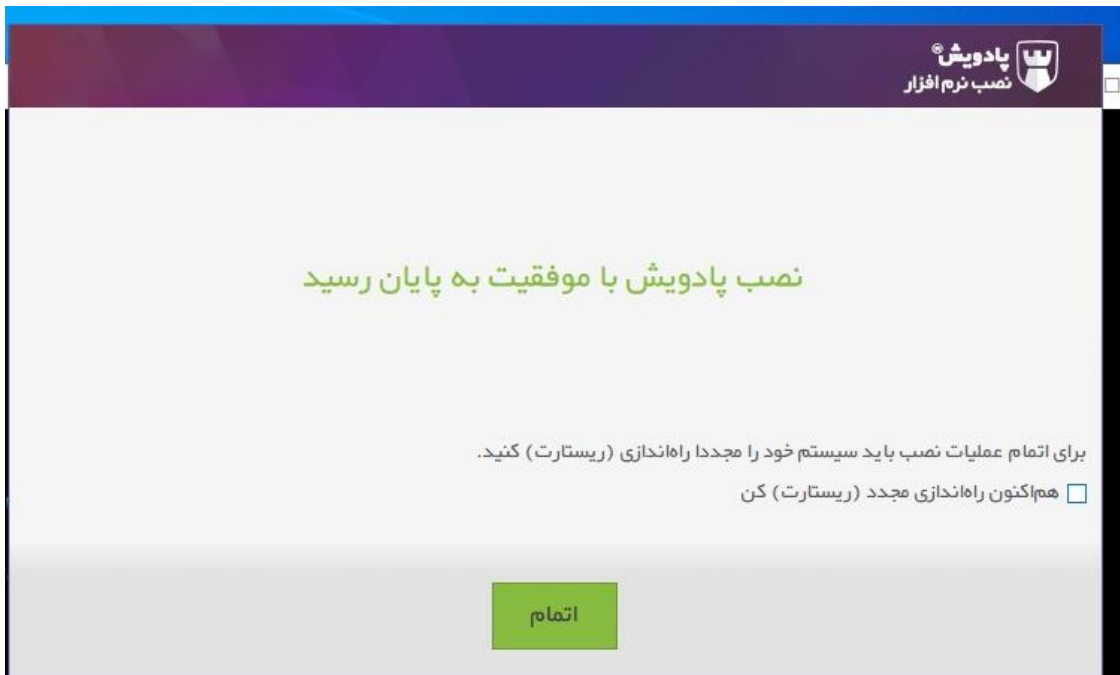 پادویش®
نصب نرم افزار
نصب پادویش با موفقیت به پایان رسید
برای اتمام عملیات نصب باید سیستم خود را مجددا راه‌اندازی (ریستارت) کنید.
هم‌اکنون راه‌اندازی مجدد (ریستارت) کن
اتمام